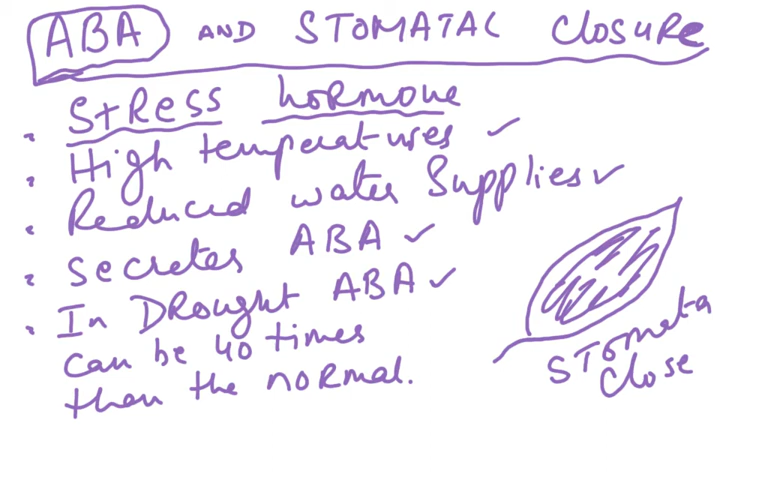 ABA AND STOMATAL Closure
• Stress hormone
• High temperatures ✓
• Reduced water Supplies ✓
• Secretes ABA ✓
• In Drought ABA ✓
can be 40 times
than the normal.
Stomata
Close